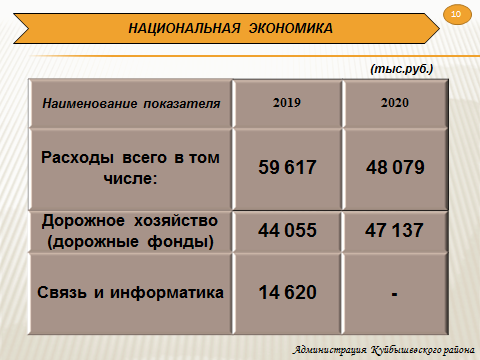 10
НАЦИОНАЛЬНАЯ ЭКОНОМИКА
(тыс.руб.)
Наименование показателя 2019 2020
Расходы всего в том
числе: 59 617 48 079
Дорожное хозяйство
(дорожные фонды) 44 055 47 137
Связь и информатика 14 620 -
Администрация Куйбышевского района